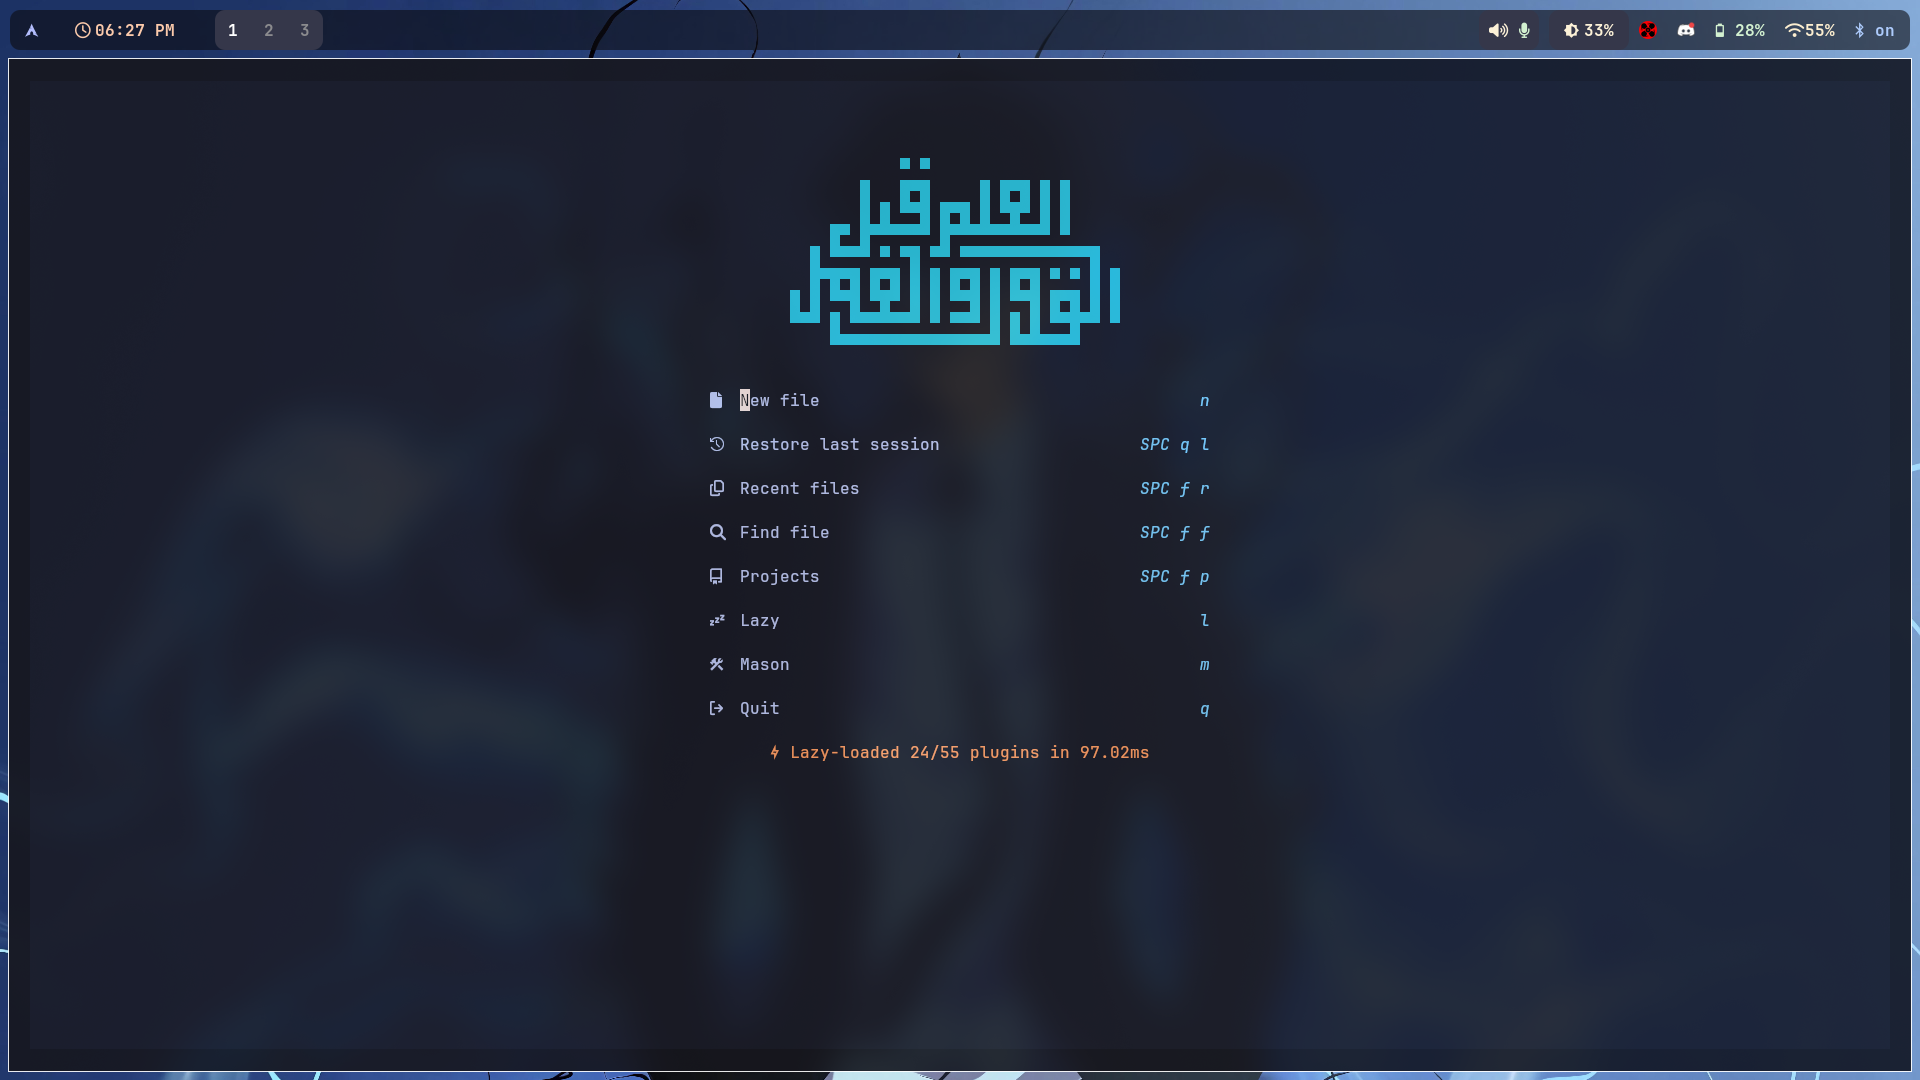 06:27 PM
1 2 3
33%
28%
55%
on
العلم قبل
القول والعمل
New file n
Restore last session SPC q l
Recent files SPC f r
Find file SPC f f
Projects SPC f p
Lazy l
Mason m
Quit q
Lazy-loaded 24/55 plugins in 97.02ms